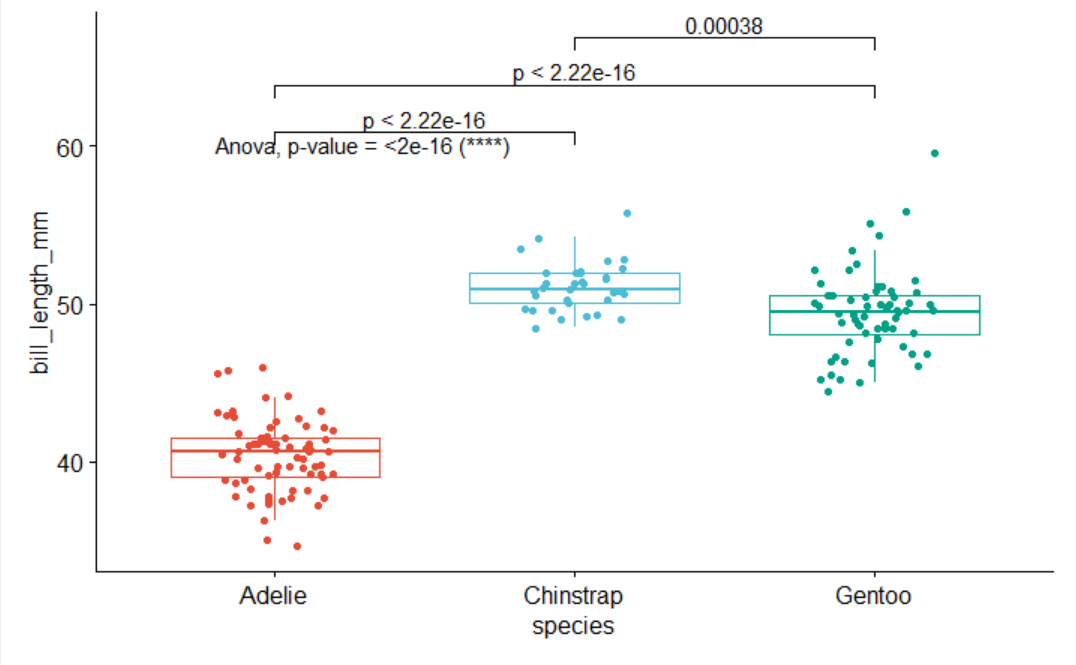 0.00038
p < 2.22e-16
p < 2.22e-16
Anova, p-value = <2e-16 (****)
60
50
40
bill_length_mm
Adelie Chinstrap Gentoo
species